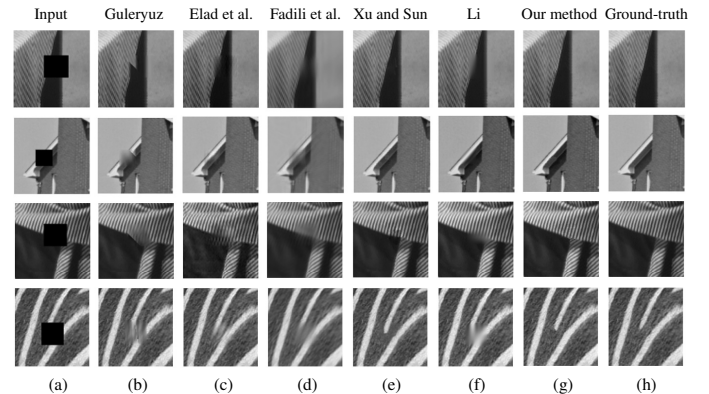 Input Guleryuz Elad et al. Fadili et al. Xu and Sun Li Our method Ground-truth
(a) (b) (c) (d) (e) (f) (g) (h)